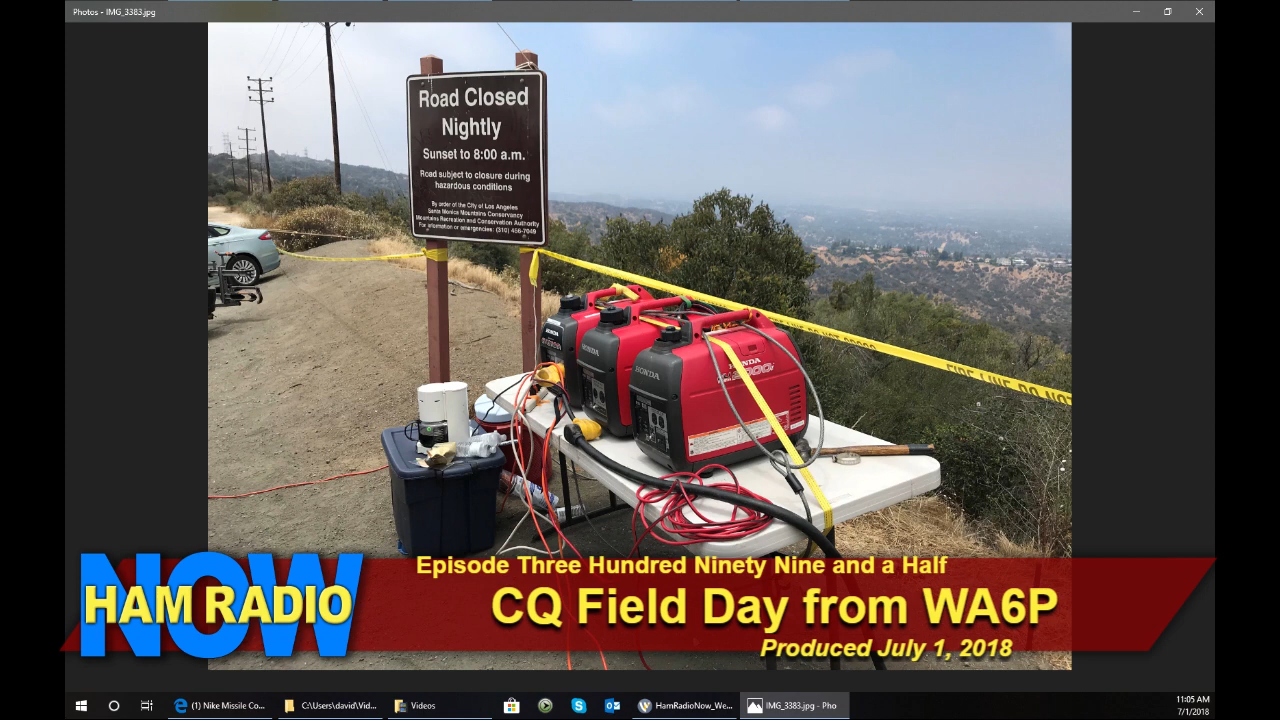 Photos - IMG_3383.jpg
Road Closed
Nightly
Sunset to 8:00 a.m.
Road subject to closure during
hazardous conditions
By order of the City of Los Angeles
Santa Monica Mountains Conservancy
Mountains Recreation and Conservation Authority
For information or emergencies: (310) 456-7049
FIRE LINE DO NOT
HONDA
HONDA
HONDA
HONDA
NOW
HAM RADIO
Episode Three Hundred Ninety Nine and a Half
CQ Field Day from WA6P
Produced July 1, 2018
(1) Nike Missile Co...
C:\Users\david\Vid...
Videos
HamRadioNow_We...
IMG_3383.jpg - Pho
11:05 AM
7/1/2018